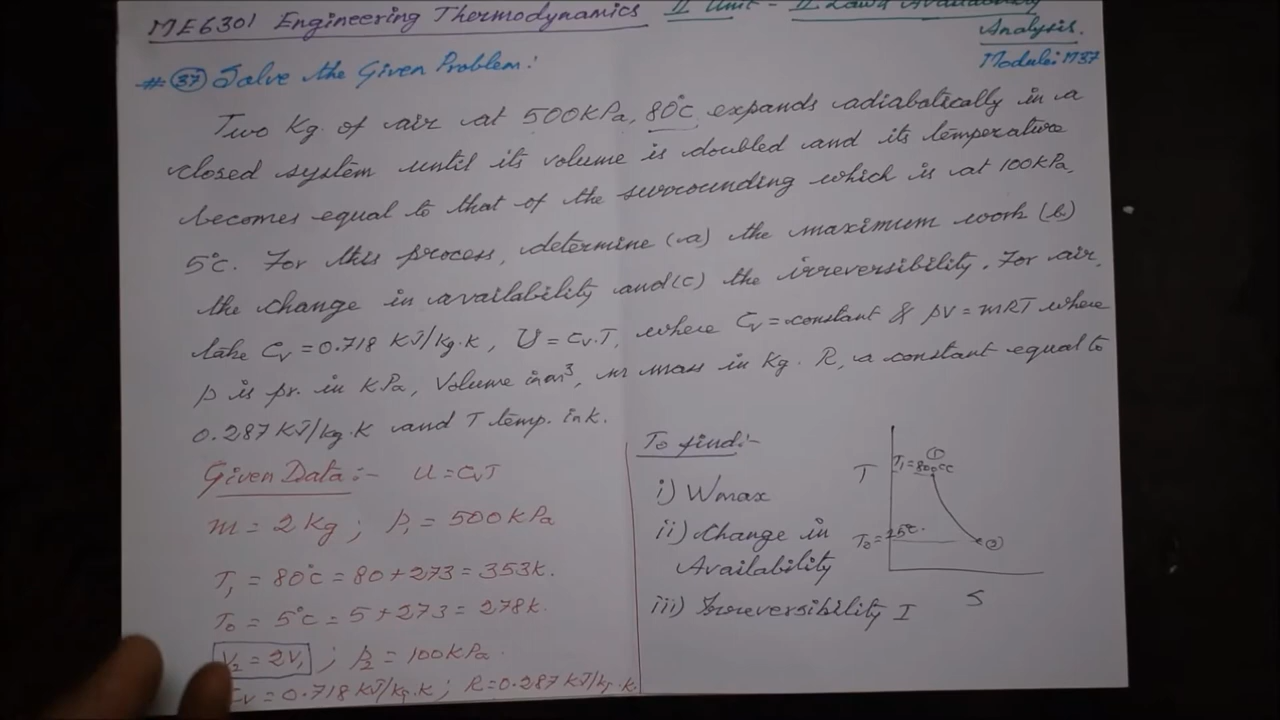 ME6301 Engineering Thermodynamics II Unit - II Laws Availability
Analysis.
Module: M37
# 37 Solve the Given Problem:
Two Kg. of air at 500kPa, 80°C expands adiabatically in a
closed system until its volume is doubled and its temperature
becomes equal to that of the surrounding which is at 100kPa,
5°C. For this process, determine (a) the maximum work (b)
the change in availability and (c) the irreversibility. For air,
take Cv = 0.718 KJ/kg.K, U = Cv.T, where Cv = constant & pV = mRT where
p is pr. in kPa, Volume in m³, m mass in Kg. R, a constant equal to
0.287 KJ/kg.K and T temp. in k.
Given Data:- U = CvT
m = 2 Kg ; P1 = 500 kPa
T1 = 80°C = 80 + 273 = 353k.
T0 = 5°C = 5 + 273 = 278k.
V2 = 2V1 ; P2 = 100 kPa.
Cv = 0.718 KJ/kg.K ; R = 0.287 KJ/kg.K
To find:-
i) Wmax
ii) Change in
Availability
iii) Irreversibility I
T
T1 = 80°C
1
T0 = 25°C.
2
S